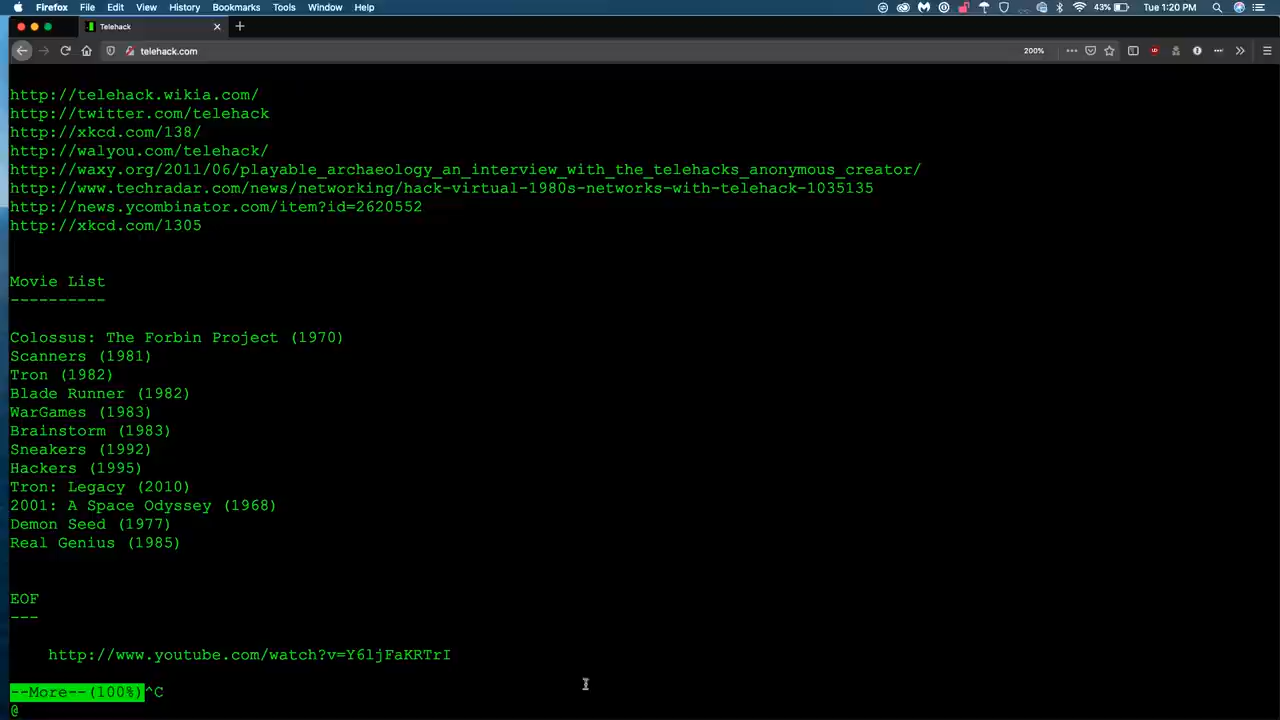 Firefox File Edit View History Bookmarks Tools Window Help 43% Tue 1:20 PM
Telehack
telehack.com 200%
http://telehack.wikia.com/
http://twitter.com/telehack
http://xkcd.com/138/
http://walyou.com/telehack/
http://waxy.org/2011/06/playable_archaeology_an_interview_with_the_telehacks_anonymous_creator/
http://www.techradar.com/news/networking/hack-virtual-1980s-networks-with-telehack-1035135
http://news.ycombinator.com/item?id=2620552
http://xkcd.com/1305
Movie List
----------
Colossus: The Forbin Project (1970)
Scanners (1981)
Tron (1982)
Blade Runner (1982)
WarGames (1983)
Brainstorm (1983)
Sneakers (1992)
Hackers (1995)
Tron: Legacy (2010)
2001: A Space Odyssey (1968)
Demon Seed (1977)
Real Genius (1985)
EOF
---
http://www.youtube.com/watch?v=Y6ljFaKRTrI
--More--(100%)^C
@